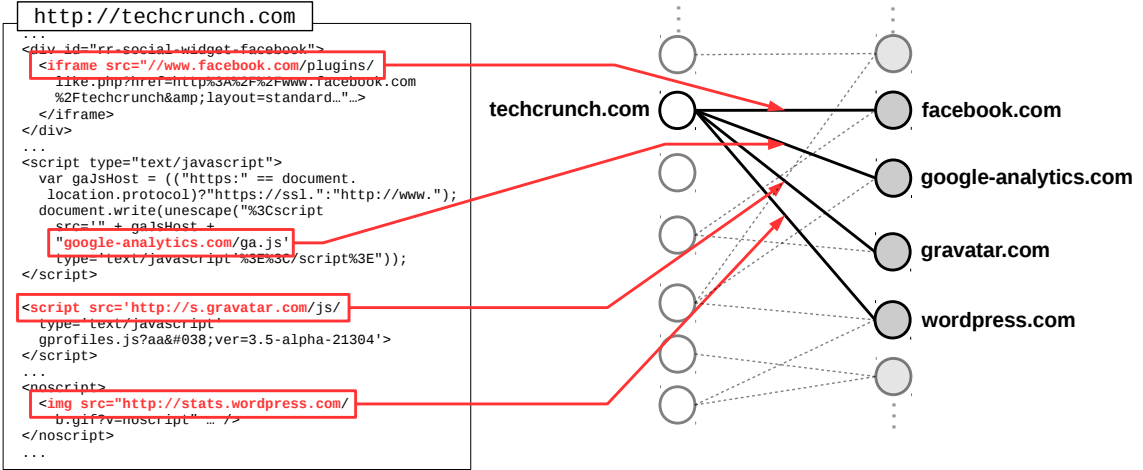 http://techcrunch.com
...
<div id="rr-social-widget-facebook">
<iframe src="//www.facebook.com/plugins/
like.php?href=http%3A%2F%2Fwww.facebook.com
%2Ftechcrunch&amp;layout=standard…"…>
</iframe>
</div>
...
<script type="text/javascript">
var gaJsHost = (("https:" == document.
location.protocol)?"https://ssl.":"http://www.");
document.write(unescape("%3Cscript
src='" + gaJsHost +
"google-analytics.com/ga.js'
type='text/javascript'%3E%3C/script%3E"));
</script>
<script src='http://s.gravatar.com/js/
type='text/javascript'
gprofiles.js?aa&#038;ver=3.5-alpha-21304'>
</script>
...
<noscript>
<img src="http://stats.wordpress.com/
b.gif?v=noscript" … />
</noscript>
...
techcrunch.com
facebook.com
google-analytics.com
gravatar.com
wordpress.com